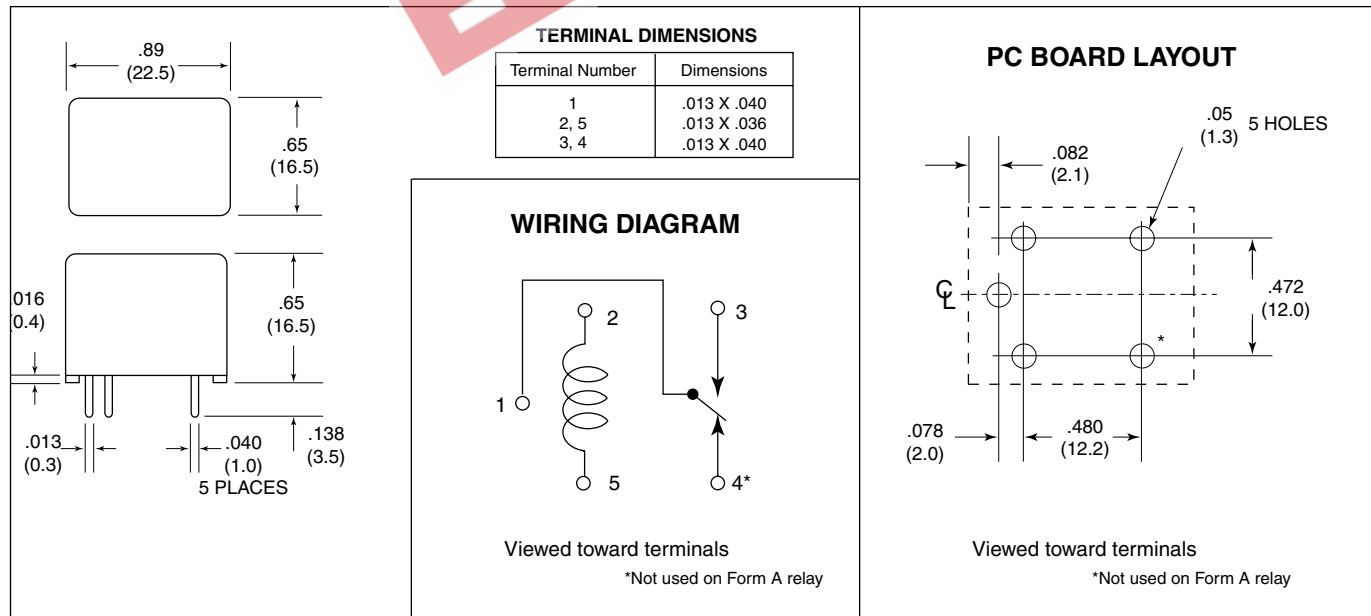 .89
(22.5)
.65
(16.5)
.016
(0.4)
.65
(16.5)
.013
(0.3)
.040
(1.0)
5 PLACES
.138
(3.5)
TERMINAL DIMENSIONS
Terminal Number Dimensions
1 .013 X .040
2, 5 .013 X .036
3, 4 .013 X .040
WIRING DIAGRAM
2
3
1
5
4*
Viewed toward terminals
*Not used on Form A relay
PC BOARD LAYOUT
.05
(1.3)
5 HOLES
.082
(2.1)
CL
.472
(12.0)
*
.078
(2.0)
.480
(12.2)
Viewed toward terminals
*Not used on Form A relay